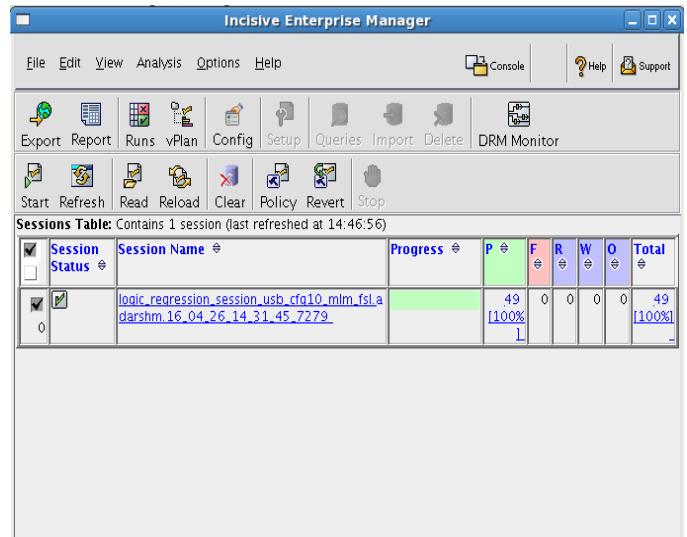 Incisive Enterprise Manager
File Edit View Analysis Options Help Console Help Support
Export Report Runs vPlan Config Setup Queries Import Delete DRM Monitor
Start Refresh Read Reload Clear Policy Revert Stop
Sessions Table: Contains 1 session (last refreshed at 14:46:56)
Session Status
Session Name
Progress
P
F
R
W
O
Total
0
logic_regression_session_usb_cfg10_mlm_fsl.a
darshm.16_04_26_14_31_45_7279
49
[100%
]
0
0
0
0
49
[100%]